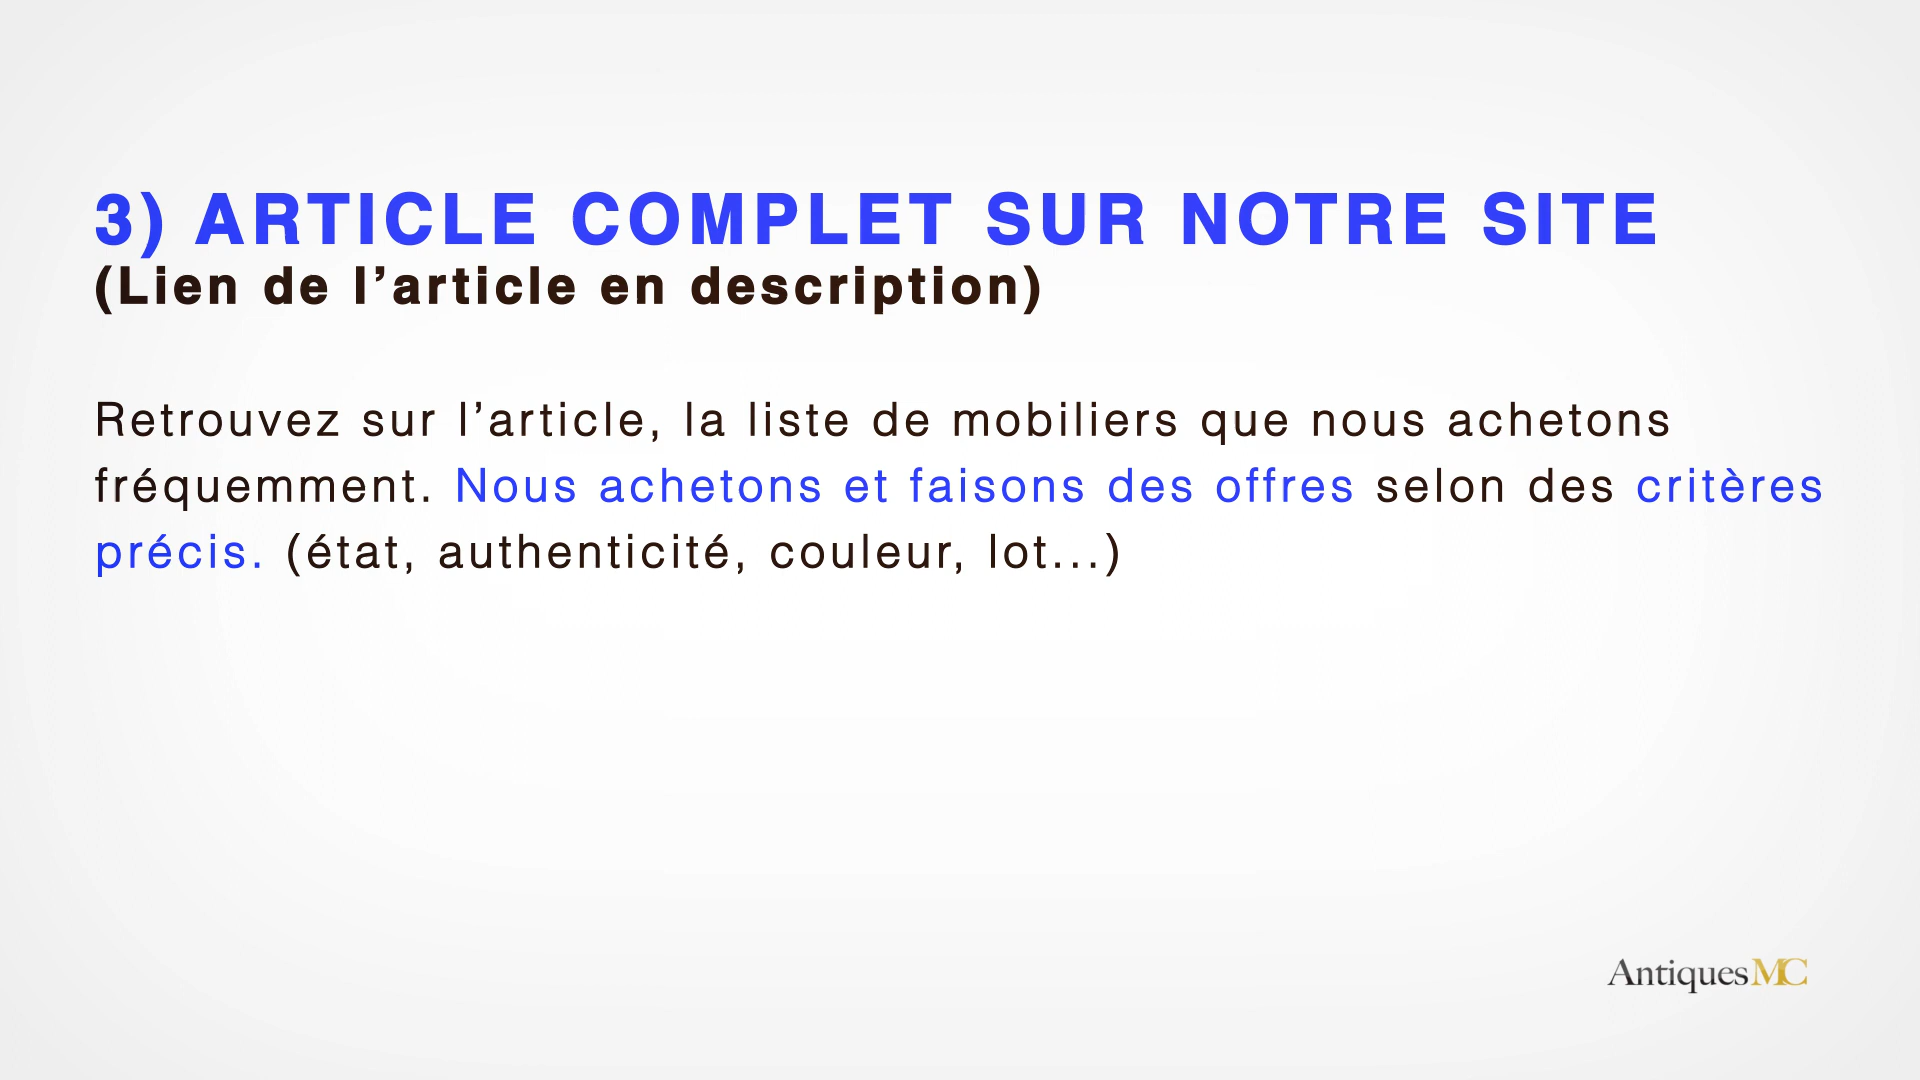 3) ARTICLE COMPLET SUR NOTRE SITE
(Lien de l’article en description)
Retrouvez sur l’article, la liste de mobiliers que nous achetons
fréquemment. Nous achetons et faisons des offres selon des critères
précis. (état, authenticité, couleur, lot...)
AntiquesMC